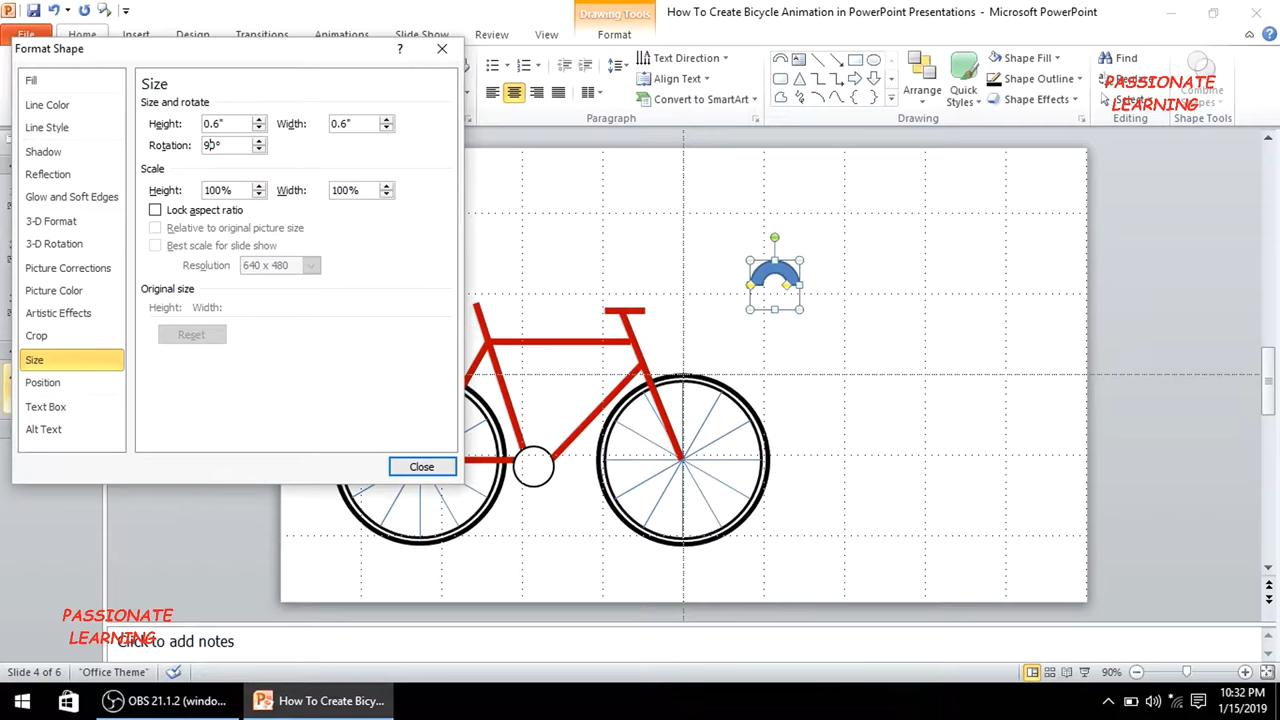 How To Create Bicycle Animation in PowerPoint Presentations - Microsoft PowerPoint
Drawing Tools
File
Home
Insert
Design
Transitions
Animations
Slide Show
Review
View
Format
Text Direction
Align Text
Convert to SmartArt
Paragraph
Arrange
Quick Styles
Shape Fill
Shape Outline
Shape Effects
Drawing
Find
Select
Editing
Combine Shapes
Shape Tools
PASSIONATE
LEARNING
Format Shape
Fill
Line Color
Line Style
Shadow
Reflection
Glow and Soft Edges
3-D Format
3-D Rotation
Picture Corrections
Picture Color
Artistic Effects
Crop
Size
Position
Text Box
Alt Text
Size
Size and rotate
Height: 0.6" Width: 0.6"
Rotation: 90°
Scale
Height: 100% Width: 100%
Lock aspect ratio
Relative to original picture size
Best scale for slide show
Resolution 640 x 480
Original size
Height: Width:
Reset
Close
PASSIONATE
LEARNING
Click to add notes
Slide 4 of 6 "Office Theme" 90%
OBS 21.1.2 (windo... How To Create Bicy...
10:32 PM
1/15/2019